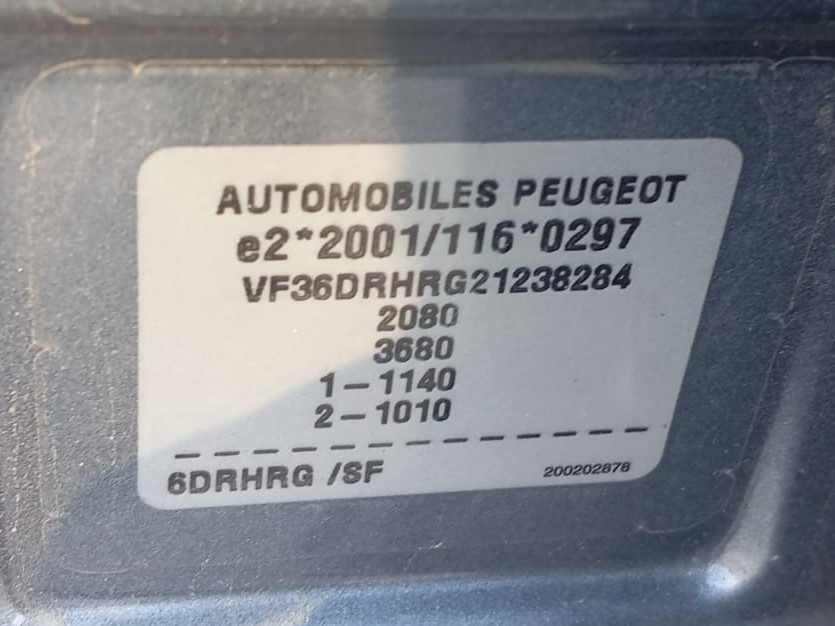 AUTOMOBILES PEUGEOT
e2*2001/116*0297
VF36DRHRG21238284
2080
3680
1-1140
2-1010
6DRHRG /SF 200202878